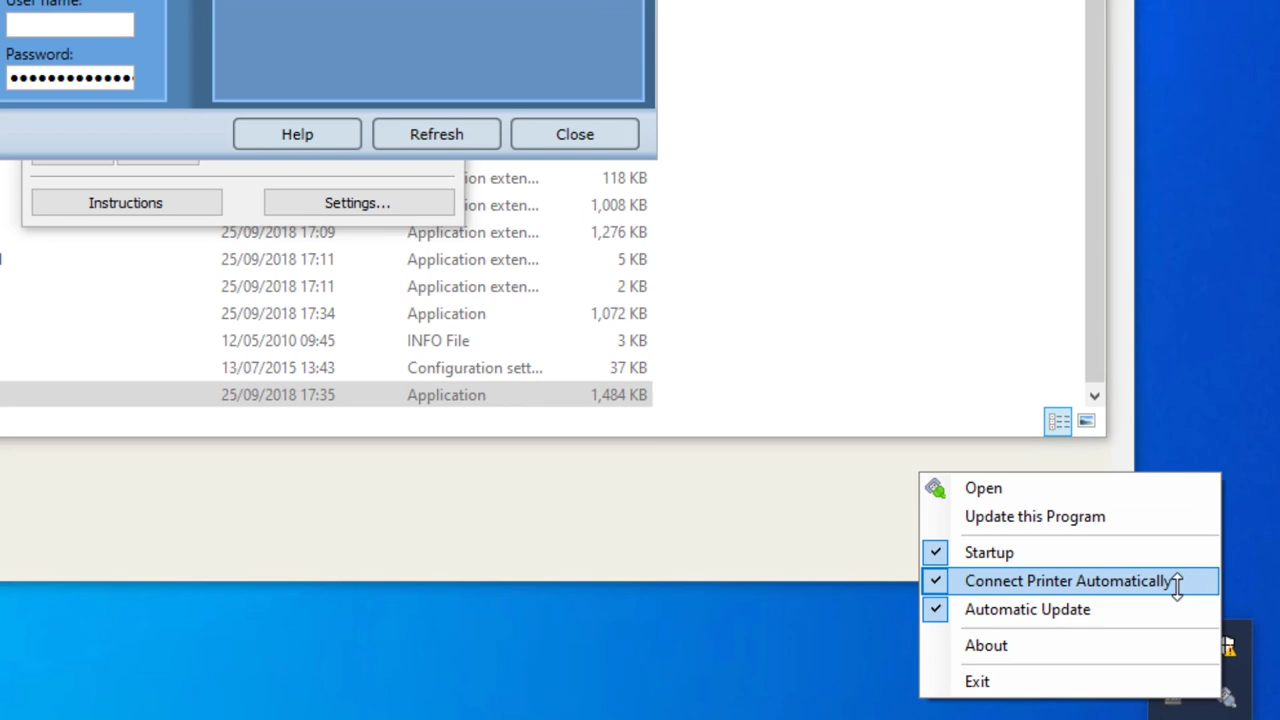 User name:
Password:
●●●●●●●●●●●●●●
Help
Refresh
Close
Instructions
Settings...
ion exten... 118 KB
ion exten... 1,008 KB
25/09/2018 17:09 Application exten... 1,276 KB
25/09/2018 17:11 Application exten... 5 KB
25/09/2018 17:11 Application exten... 2 KB
25/09/2018 17:34 Application 1,072 KB
12/05/2010 09:45 INFO File 3 KB
13/07/2015 13:43 Configuration sett... 37 KB
25/09/2018 17:35 Application 1,484 KB
Open
Update this Program
Startup
Connect Printer Automatically
Automatic Update
About
Exit